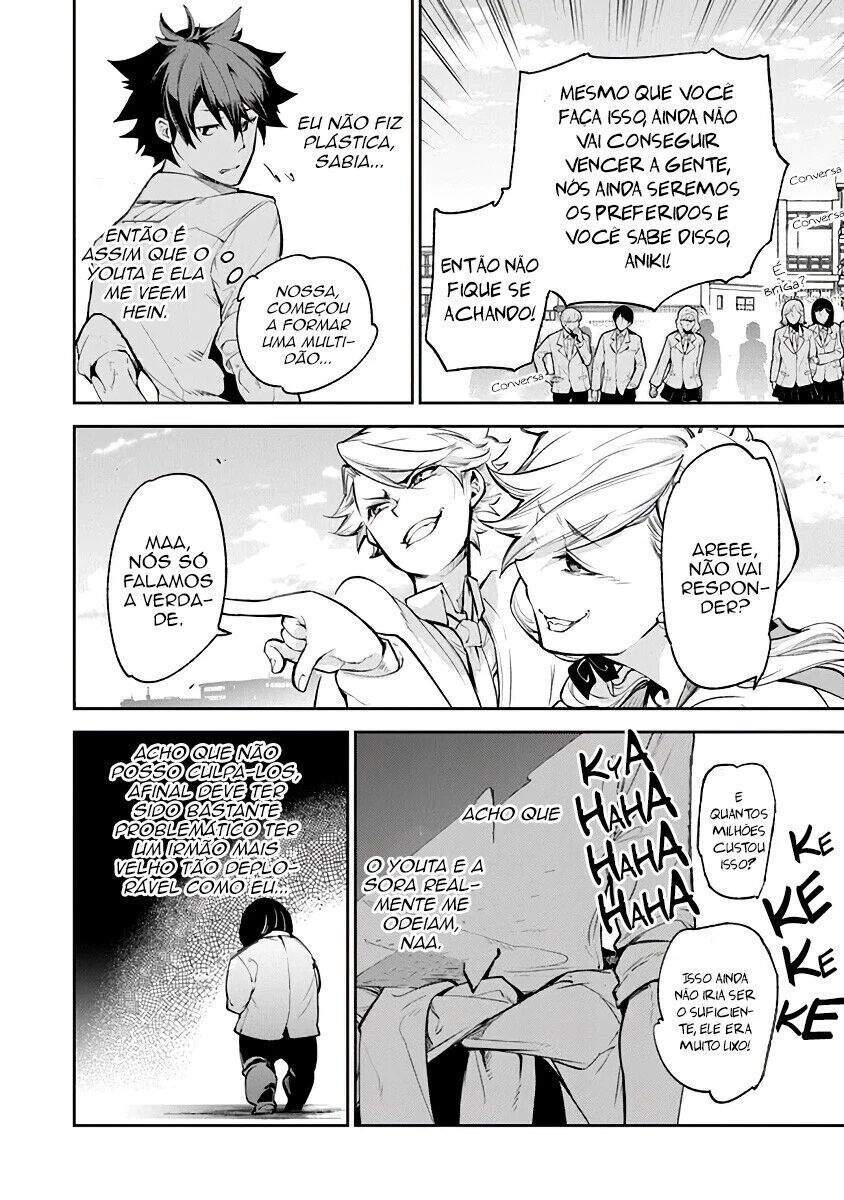 MESMO QUE VOCÊ
FAÇA ISSO, AINDA NÃO
VAI CONSEGUIR
VENCER A GENTE,
NÓS AINDA SEREMOS
OS PREFERIDOS E
VOCÊ SABE DISSO,
ANIKI!
ENTÃO NÃO
FIQUE SE
ACHANDO!
Conversa
Conversa
É
BRIGA?
Conversa
EU NÃO FIZ
PLÁSTICA,
SABIA...
NOSSA,
COMEÇOU
A FORMAR
UMA MULTI-
DÃO...
ENTÃO É
ASSIM QUE O
YOUTA E ELA
ME VEEM
HEIN.
AREEE,
NÃO VAI
RESPON-
DER?
MAA,
NÓS SÓ
FALAMOS
A VERDA-
DE.
E
QUANTOS
MILHÕES
CUSTOU
ISSO?
KE
KE
KE
KE
ISSO AINDA
NÃO IRIA SER
O SUFICIEN-
TE, ELE ERA
MUITO LIXO!
KYA
HAHA
HAHA
HAHA
ACHO QUE
O YOUTA E A
SORA REAL-
MENTE ME
ODEIAM,
NAA.
ACHO QUE NÃO
POSSO CULPA-LOS,
AFINAL DEVE TER
SIDO BASTANTE
PROBLEMÁTICO TER
UM IRMÃO MAIS
VELHO TÃO DEPLO-
RÁVEL COMO EU...